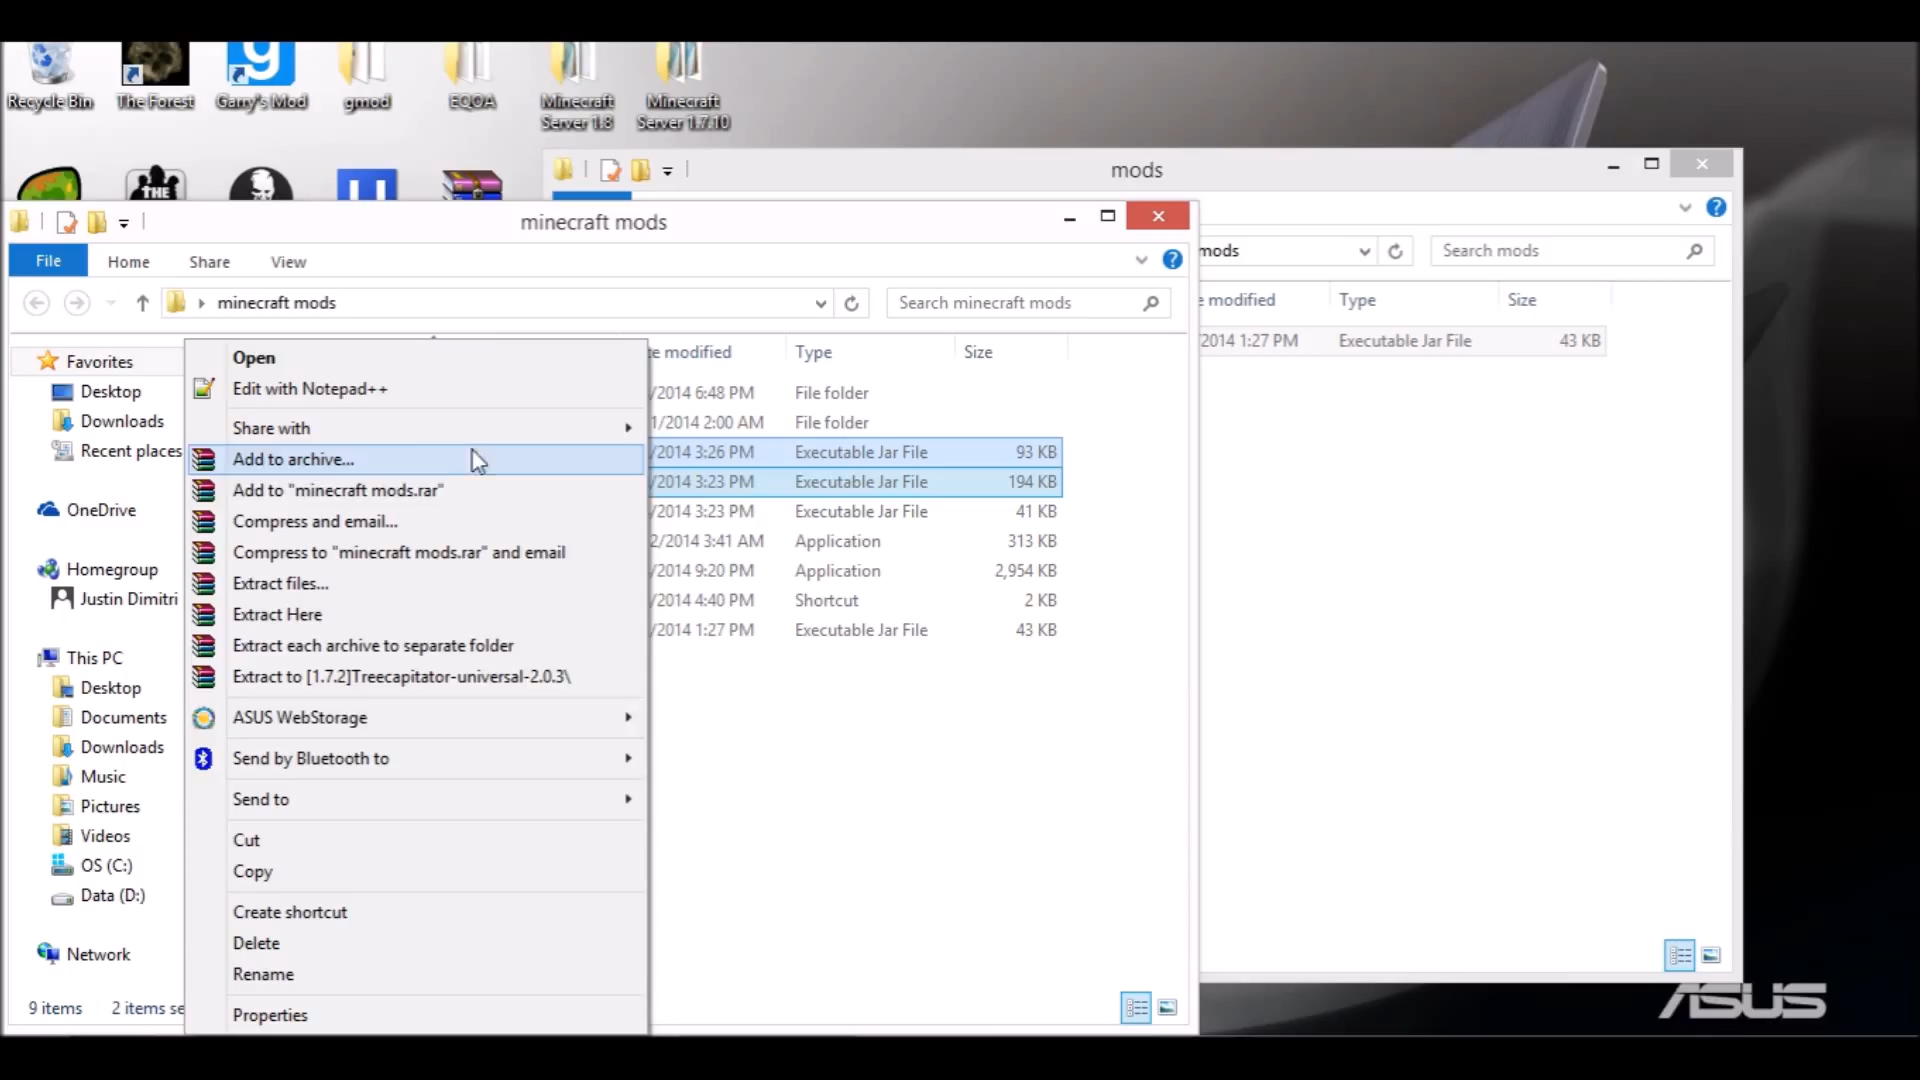 Recycle Bin
The Forest
Garry's Mod
gmod
EQOA
Minecraft Server 1.8
Minecraft Server 1.7.10
THE
mods
mods
Search mods
modified
Type
Size
2014 1:27 PM
Executable Jar File
43 KB
minecraft mods
File
Home
Share
View
minecraft mods
Search minecraft mods
Favorites
Desktop
Downloads
Recent places
OneDrive
Homegroup
Justin Dimitri
This PC
Desktop
Documents
Downloads
Music
Pictures
Videos
OS (C:)
Data (D:)
Network
9 items
2 items se
Open
Edit with Notepad++
Share with
Add to archive...
Add to "minecraft mods.rar"
Compress and email...
Compress to "minecraft mods.rar" and email
Extract files...
Extract Here
Extract each archive to separate folder
Extract to [1.7.2]Treecapitator-universal-2.0.3\
ASUS WebStorage
Send by Bluetooth to
Send to
Cut
Copy
Create shortcut
Delete
Rename
Properties
te modified
Type
Size
/2014 6:48 PM
File folder
1/2014 2:00 AM
File folder
/2014 3:26 PM
Executable Jar File
93 KB
/2014 3:23 PM
Executable Jar File
194 KB
/2014 3:23 PM
Executable Jar File
41 KB
2/2014 3:41 AM
Application
313 KB
/2014 9:20 PM
Application
2,954 KB
/2014 4:40 PM
Shortcut
2 KB
/2014 1:27 PM
Executable Jar File
43 KB
ASUS